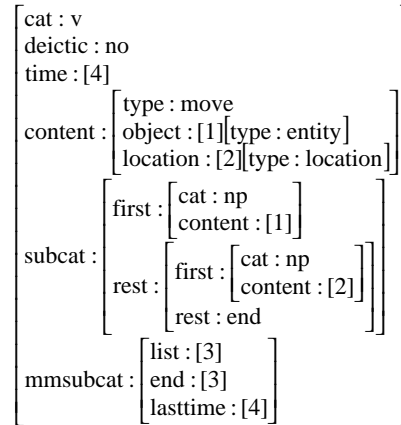 cat : v
deictic : no
time : [4]
content : [type : move
object : [1][type : entity]
location : [2][type : location]]
subcat : [first : [cat : np
content : [1]]
rest : [first : [cat : np
content : [2]]
rest : end]]
mmsubcat : [list : [3]
end : [3]
lasttime : [4]]